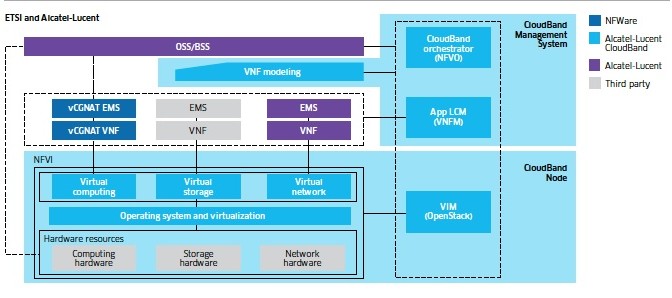 ETSI and Alcatel-Lucent
OSS/BSS
VNF modeling
vCGNAT EMS
EMS
EMS
vCGNAT VNF
VNF
VNF
NFVI
Virtual
computing
Virtual
storage
Virtual
network
Operating system and virtualization
Hardware resources
Computing
hardware
Storage
hardware
Network
hardware
CloudBand
orchestrator
(NFVO)
App LCM
(VNFM)
VIM
(OpenStack)
CloudBand
Management
System
CloudBand
Node
NFWare
Alcatel-Lucent
CloudBand
Alcatel-Lucent
Third party